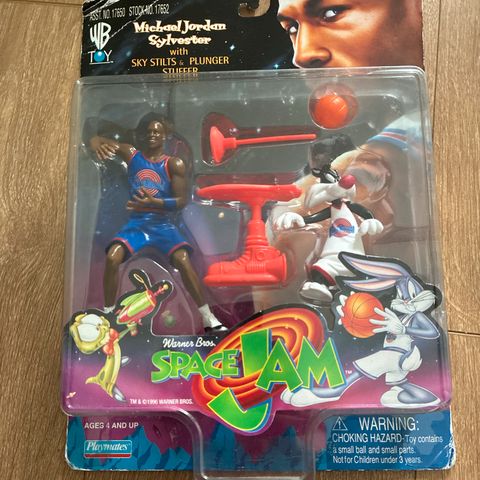 ASST. NO. 17650 STOCK NO. 17652
WB
TOY
Michael Jordan
Sylvester
with
SKY STILTS & PLUNGER
STUFFER
Warner Bros.
SPACE JAM
TM
TM & © 1996 WARNER BROS.
AGES 4 AND UP
Playmates
WARNING:
CHOKING HAZARD-Toy contains
a small ball and small parts.
Not for Children under 3 years.